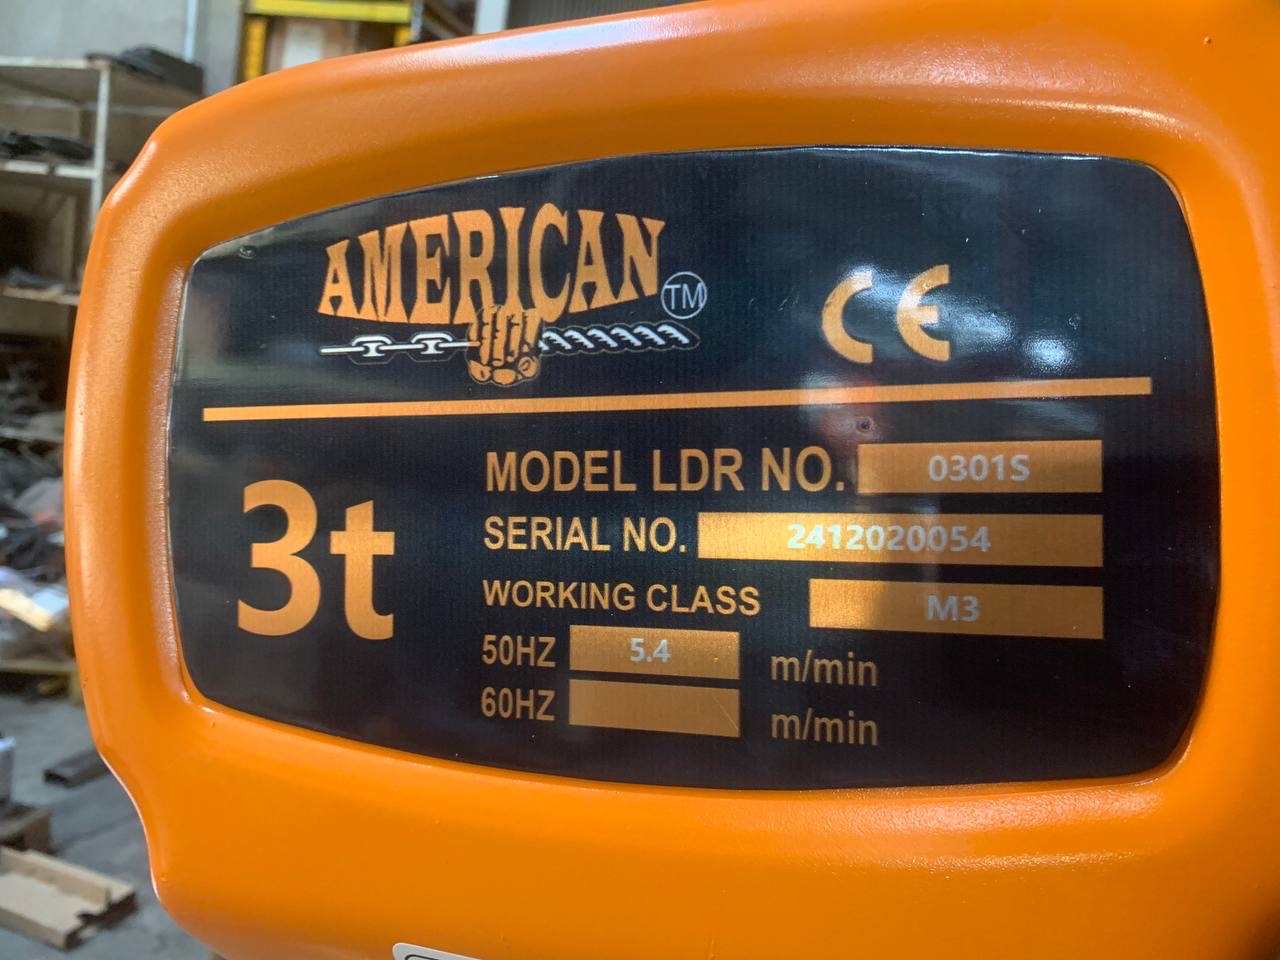 AMERICAN
TM
CE
3t
MODEL LDR NO. 0301S
SERIAL NO. 2412020054
WORKING CLASS M3
50HZ 5.4 m/min
60HZ m/min